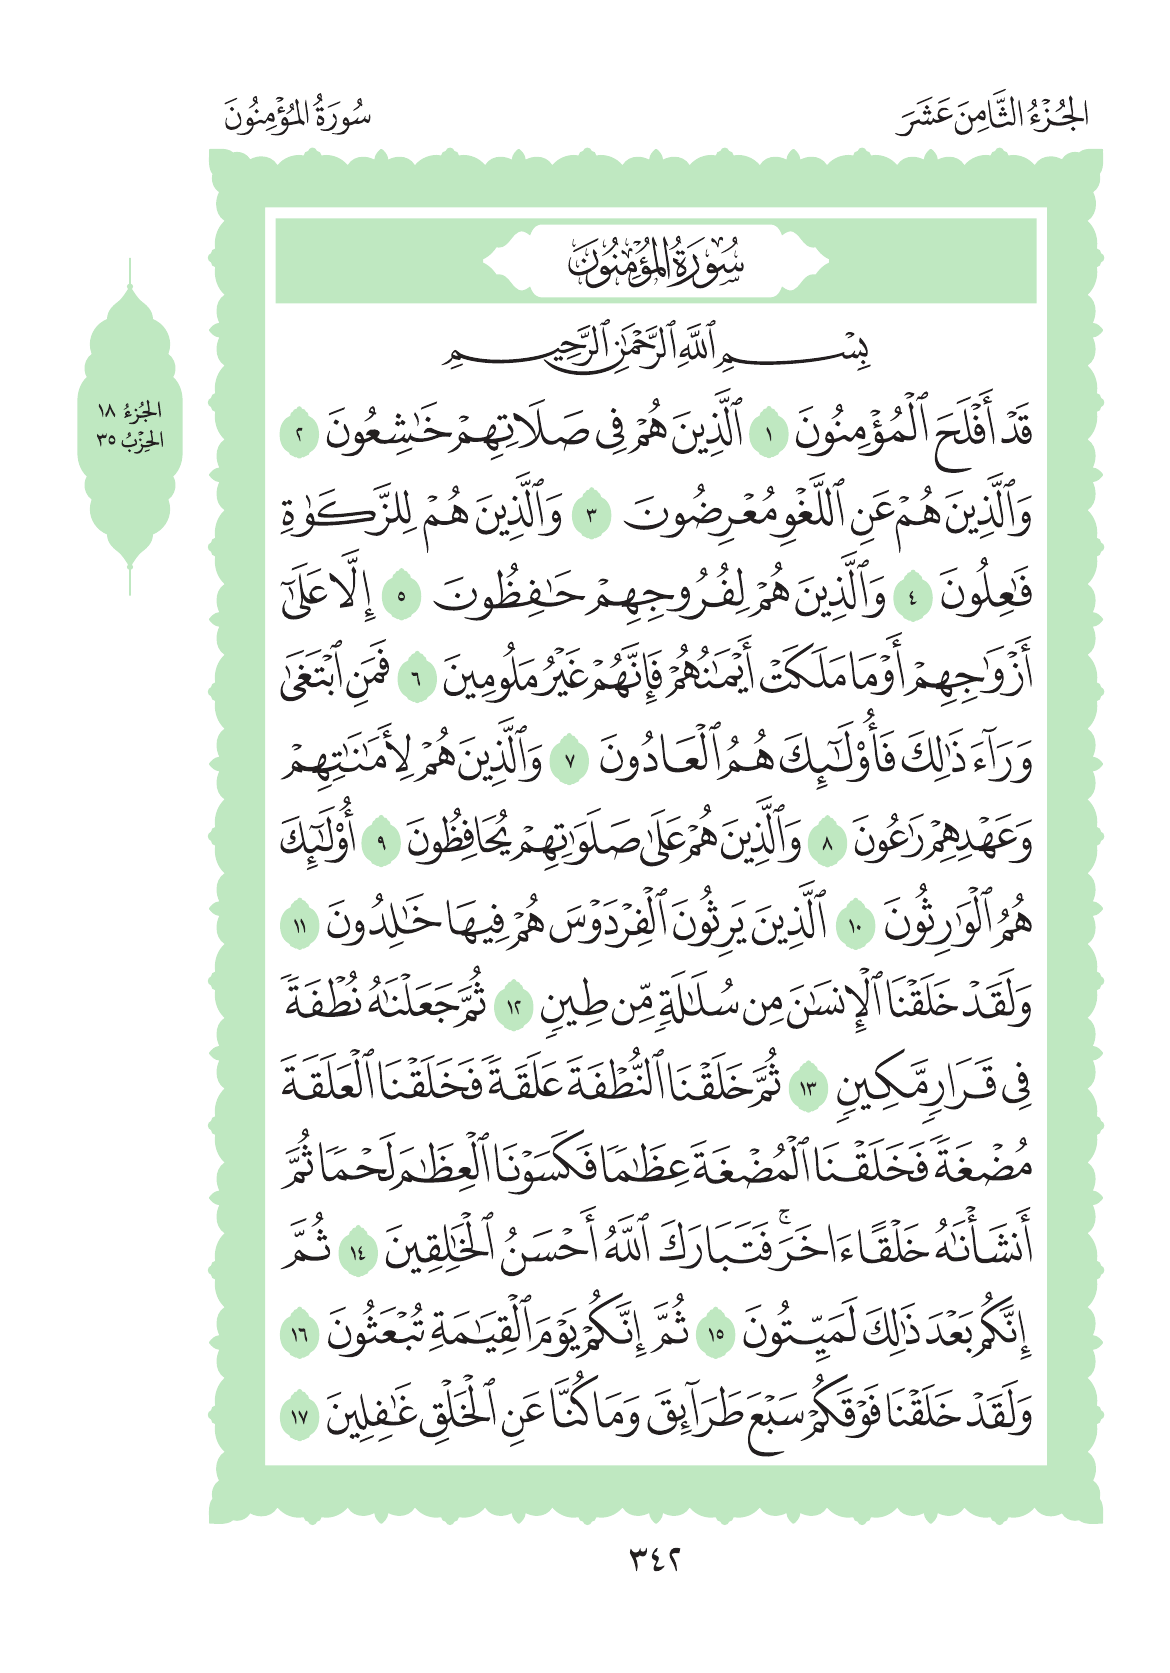 الجُزْءُ الثَّامِنَ عَشَرَ
سُورَةُ المُؤْمِنُونَ
سُورَةُ المُؤْمِنُونَ
بِسْمِ ٱللَّهِ ٱلرَّحْمَٰنِ ٱلرَّحِيمِ
قَدْ أَفْلَحَ ٱلْمُؤْمِنُونَ ١ ٱلَّذِينَ هُمْ فِى صَلَاتِهِمْ خَٰشِعُونَ ٢
وَٱلَّذِينَ هُمْ عَنِ ٱللَّغْوِ مُعْرِضُونَ ٣ وَٱلَّذِينَ هُمْ لِلزَّكَوٰةِ
فَٰعِلُونَ ٤ وَٱلَّذِينَ هُمْ لِفُرُوجِهِمْ حَٰفِظُونَ ٥ إِلَّا عَلَىٰٓ
أَزْوَٰجِهِمْ أَوْ مَا مَلَكَتْ أَيْمَٰنُهُمْ فَإِنَّهُمْ غَيْرُ مَلُومِينَ ٦ فَمَنِ ٱبْتَغَىٰ
وَرَآءَ ذَٰلِكَ فَأُو۟لَٰٓئِكَ هُمُ ٱلْعَادُونَ ٧ وَٱلَّذِينَ هُمْ لِأَمَٰنَٰتِهِمْ
وَعَهْدِهِمْ رَٰعُونَ ٨ وَٱلَّذِينَ هُمْ عَلَىٰ صَلَوَٰتِهِمْ يُحَافِظُونَ ٩ أُو۟لَٰٓئِكَ
هُمُ ٱلْوَٰرِثُونَ ١٠ ٱلَّذِينَ يَرِثُونَ ٱلْفِرْدَوْسَ هُمْ فِيهَا خَٰلِدُونَ ١١
وَلَقَدْ خَلَقْنَا ٱلْإِنسَٰنَ مِن سُلَٰلَةٍ مِّن طِينٍ ١٢ ثُمَّ جَعَلْنَٰهُ نُطْفَةً
فِى قَرَارٍ مَّكِينٍ ١٣ ثُمَّ خَلَقْنَا ٱلنُّطْفَةَ عَلَقَةً فَخَلَقْنَا ٱلْعَلَقَةَ
مُضْغَةً فَخَلَقْنَا ٱلْمُضْغَةَ عِظَٰمًا فَكَسَوْنَا ٱلْعِظَٰمَ لَحْمًا ثُمَّ
أَنشَأْنَٰهُ خَلْقًا ءَاخَرَ ۚ فَتَبَارَكَ ٱللَّهُ أَحْسَنُ ٱلْخَٰلِقِينَ ١٤ ثُمَّ
إِنَّكُم بَعْدَ ذَٰلِكَ لَمَيِّتُونَ ١٥ ثُمَّ إِنَّكُمْ يَوْمَ ٱلْقِيَٰمَةِ تُبْعَثُونَ ١٦
وَلَقَدْ خَلَقْنَا فَوْقَكُمْ سَبْعَ طَرَآئِقَ وَمَا كُنَّا عَنِ ٱلْخَلْقِ غَٰفِلِينَ ١٧
الجُزءُ ١٨
الحِزْبُ ٣٥
٣٤٢